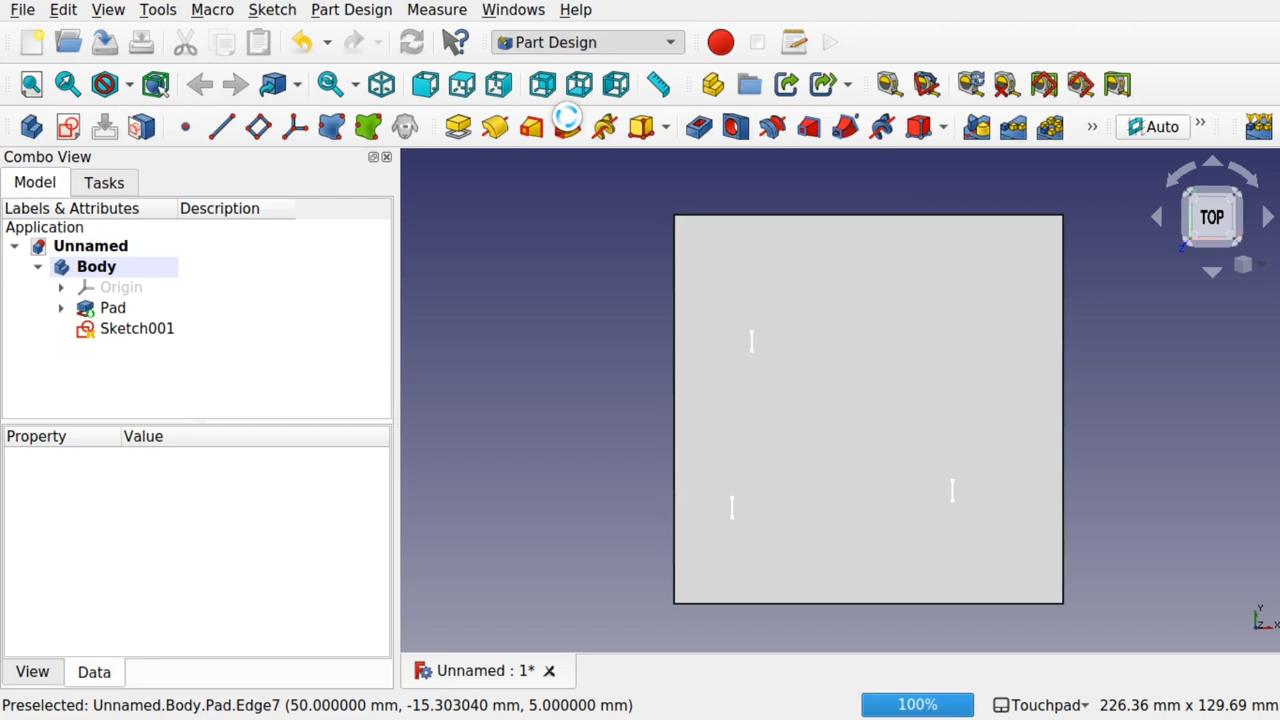 File Edit View Tools Macro Sketch Part Design Measure Windows Help
Part Design
Auto
Combo View
Model Tasks
Labels & Attributes Description
Application
Unnamed
Body
Origin
Pad
Sketch001
TOP
Property Value
Y
Z X
View Data
Unnamed : 1*
Preselected: Unnamed.Body.Pad.Edge7 (50.000000 mm, -15.303040 mm, 5.000000 mm) 100% Touchpad 226.36 mm x 129.69 mm